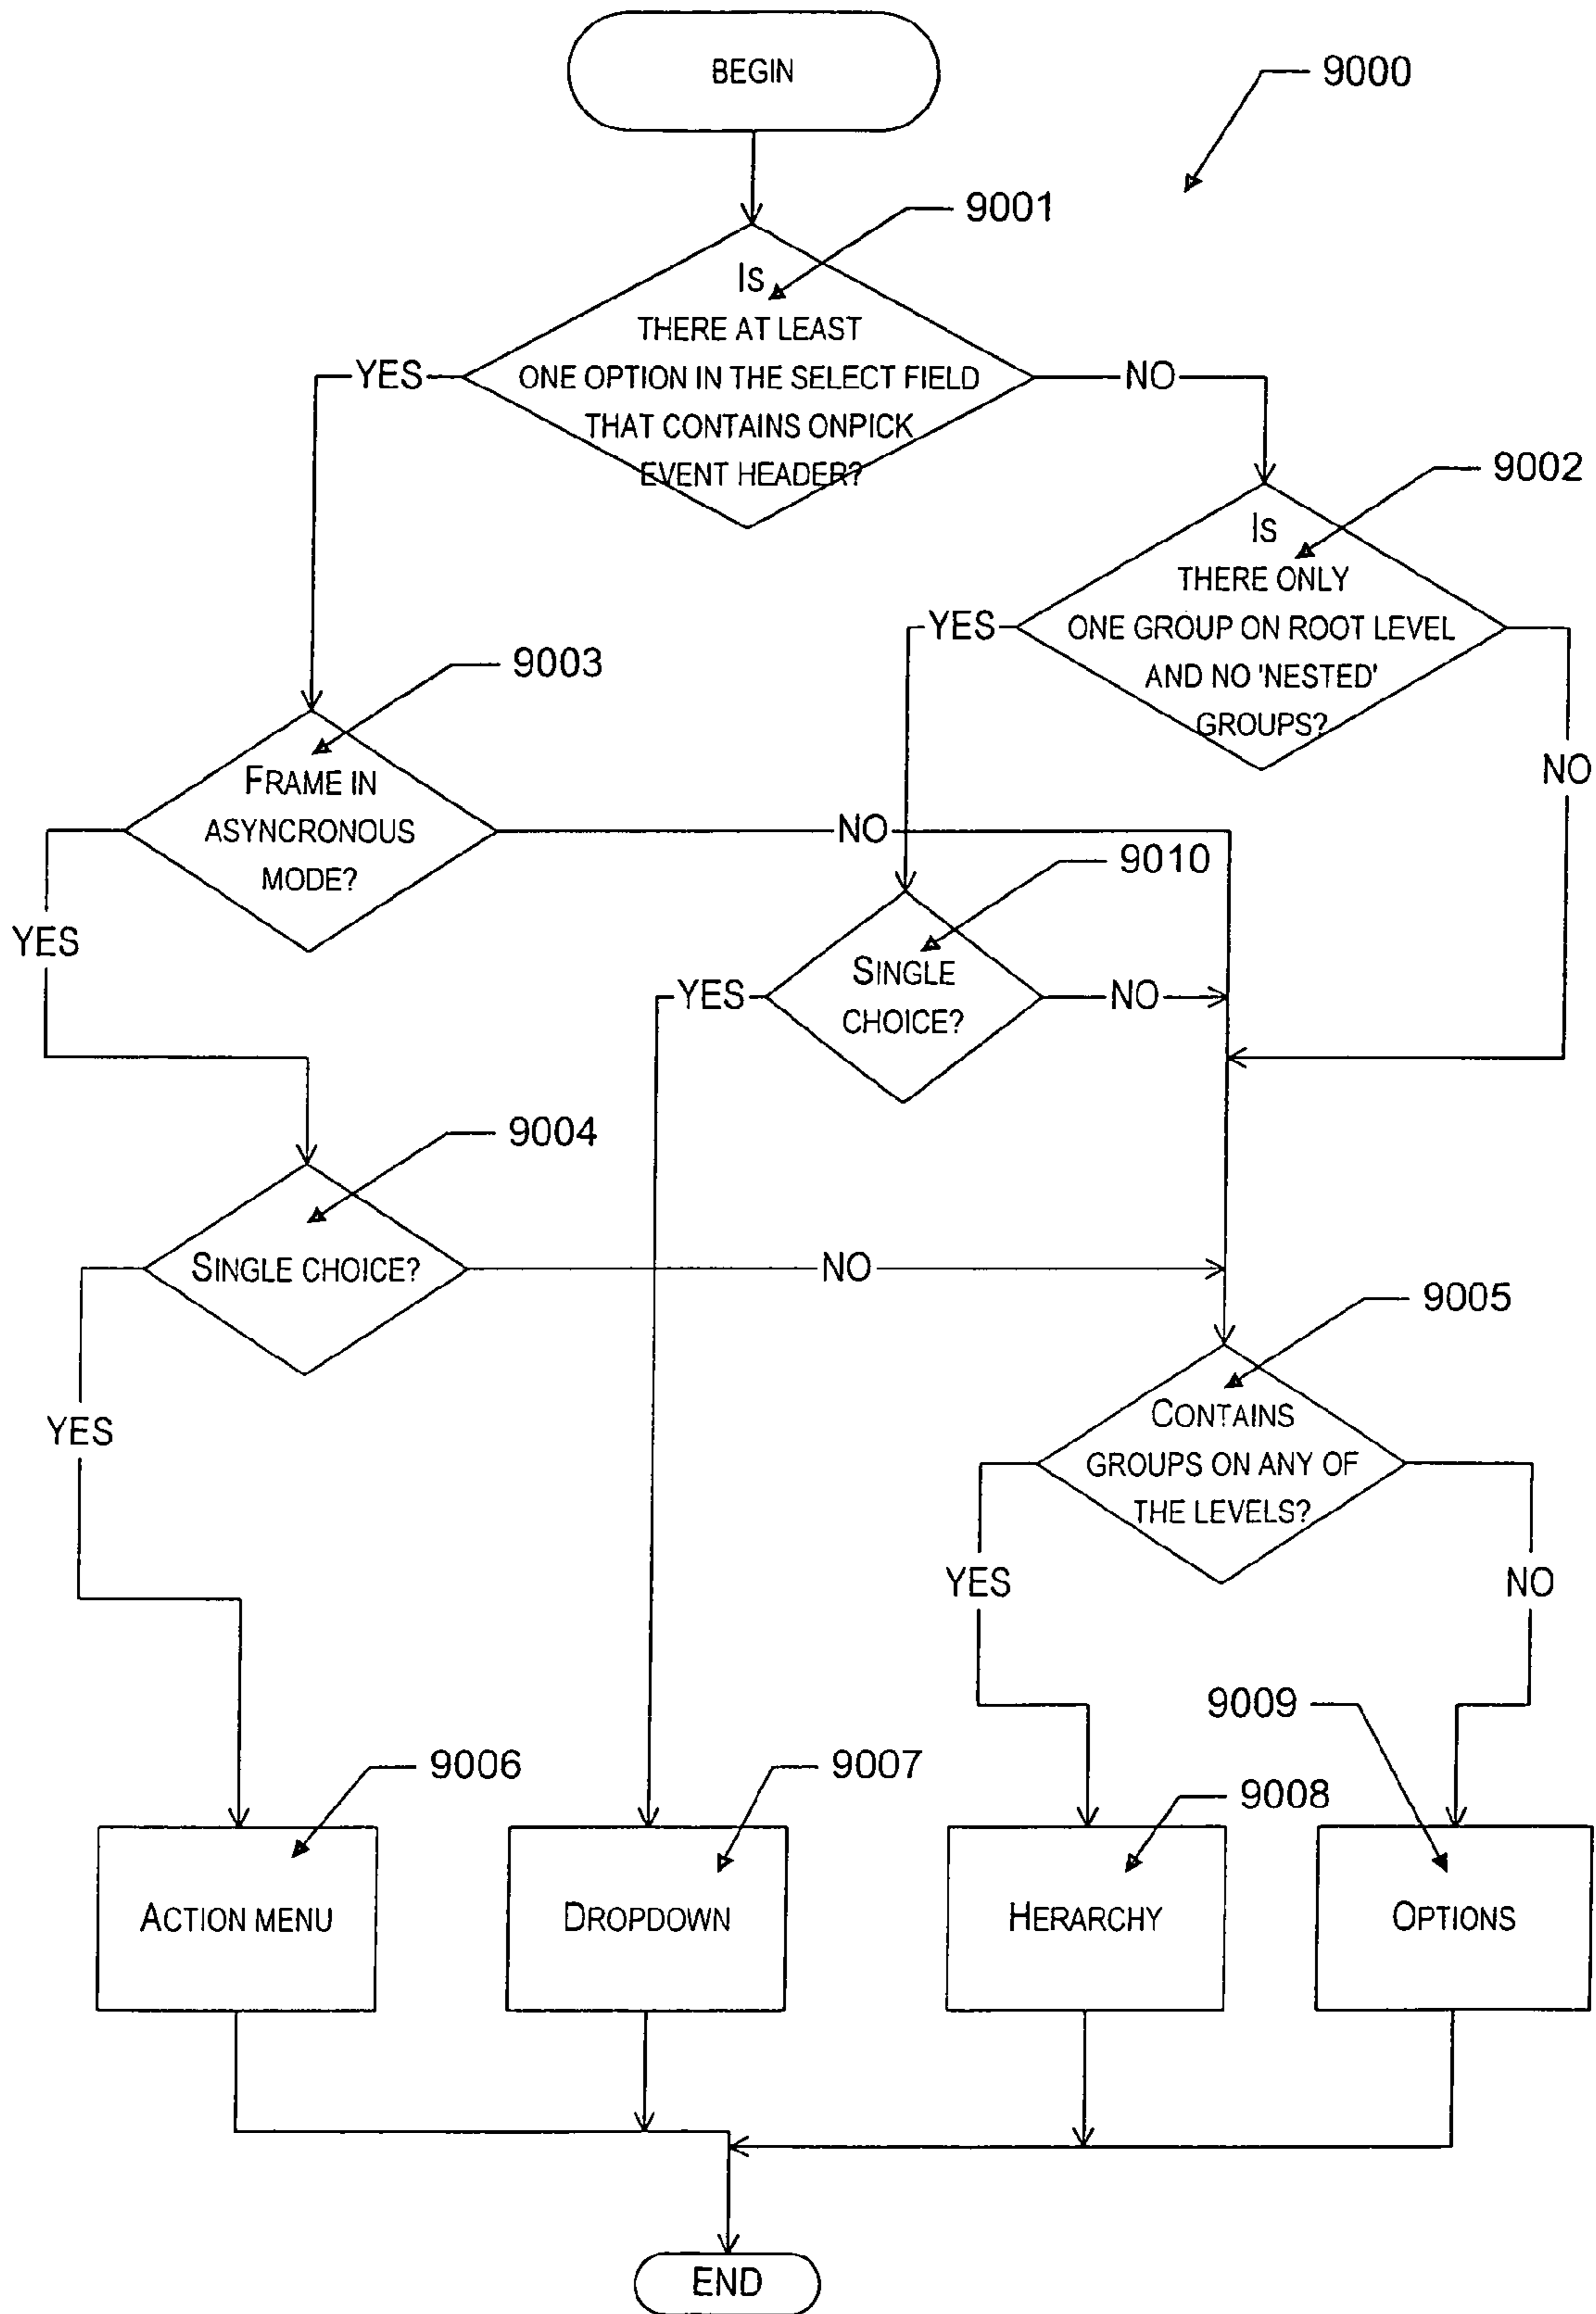 BEGIN
9000
9001
IS
THERE AT LEAST
ONE OPTION IN THE SELECT FIELD
THAT CONTAINS ONPICK
EVENT HEADER?
YES
NO
9002
IS
THERE ONLY
ONE GROUP ON ROOT LEVEL
AND NO 'NESTED'
GROUPS?
YES
NO
9003
FRAME IN
ASYNCRONOUS
MODE?
NO
YES
9010
SINGLE
CHOICE?
YES
NO
9004
SINGLE CHOICE?
NO
YES
9005
CONTAINS
GROUPS ON ANY OF
THE LEVELS?
YES
NO
9006
ACTION MENU
9007
DROPDOWN
9008
HERARCHY
9009
OPTIONS
END